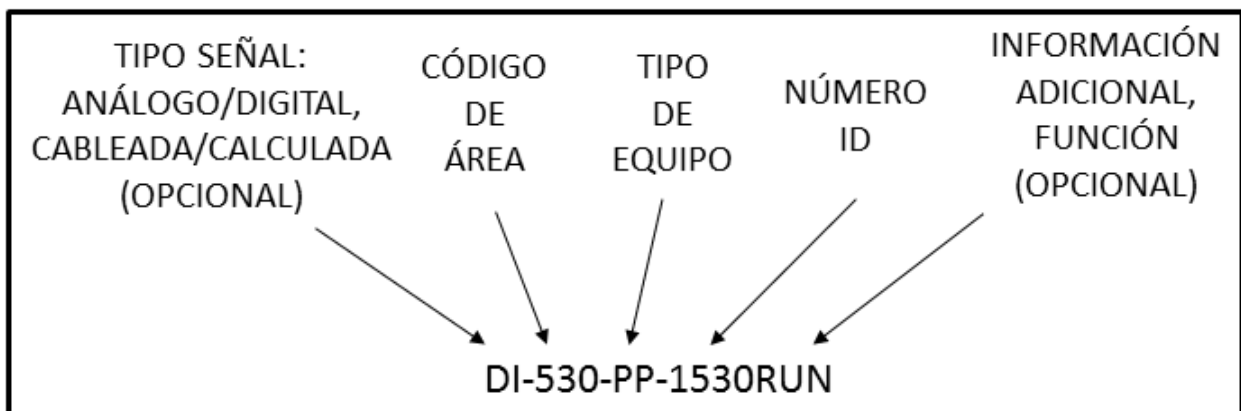 TIPO SEÑAL:
ANÁLOGO/DIGITAL,
CABLEADA/CALCULADA
(OPCIONAL)
CÓDIGO
DE
ÁREA
TIPO
DE
EQUIPO
NÚMERO
ID
INFORMACIÓN
ADICIONAL,
FUNCIÓN
(OPCIONAL)
DI-530-PP-1530RUN